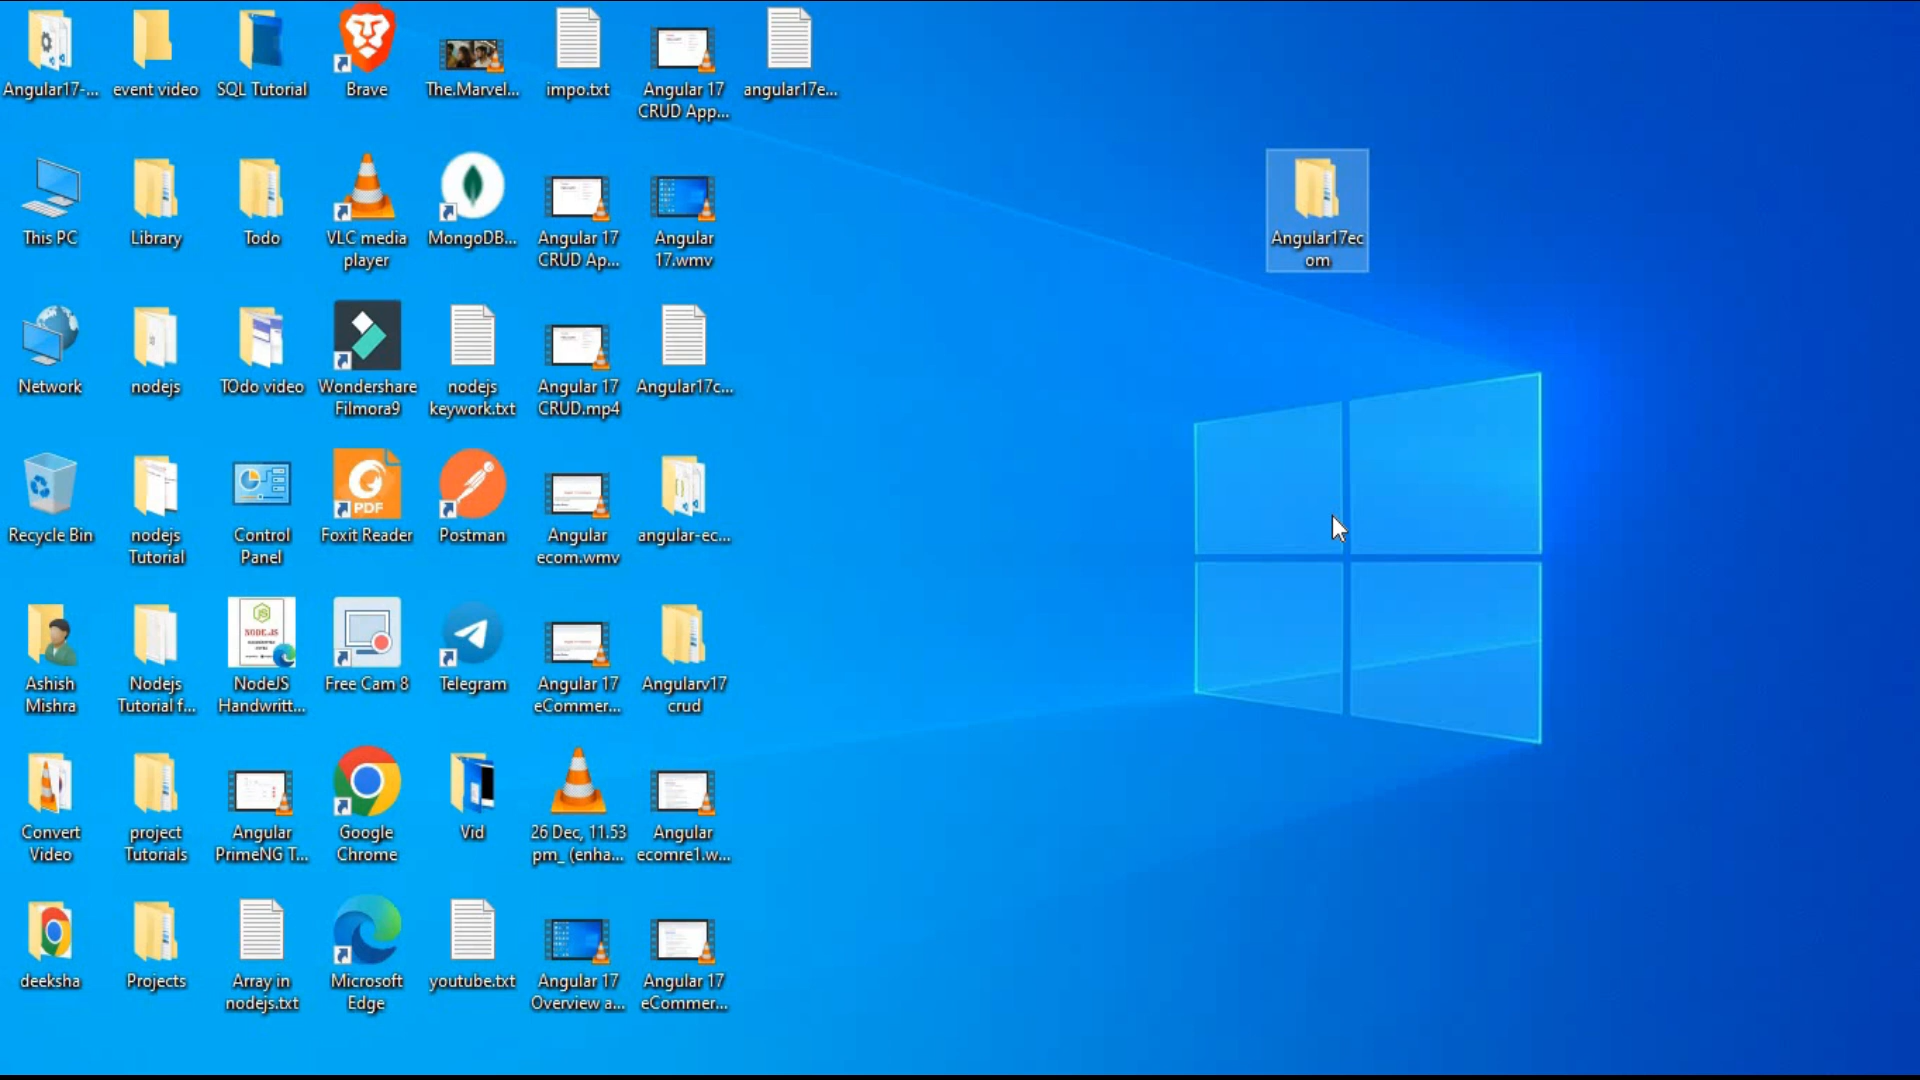 Angular17-...
event video
SQL Tutorial
Brave
The.Marvel...
impo.txt
Angular 17
CRUD App...
angular17e...
This PC
Library
Todo
VLC media
player
MongoDB...
Angular 17
CRUD Ap...
Angular
17.wmv
Angular17ec
om
Network
nodejs
TOdo video
Wondershare
Filmora9
nodejs
keywork.txt
Angular 17
CRUD.mp4
Angular17c...
Recycle Bin
nodejs
Tutorial
Control
Panel
PDF
Foxit Reader
Postman
Angular
ecom.wmv
angular-ec...
Ashish
Mishra
Nodejs
Tutorial f...
NODE.JS
NodeJS
Handwritt...
Free Cam 8
Telegram
Angular 17
eCommer...
Angularv17
crud
Convert
Video
project
Tutorials
Angular
PrimeNG T...
Google
Chrome
Vid
26 Dec, 11.53
pm_ (enha...
Angular
ecomre1.w...
deeksha
Projects
Array in
nodejs.txt
Microsoft
Edge
youtube.txt
Angular 17
Overview a...
Angular 17
eCommer...